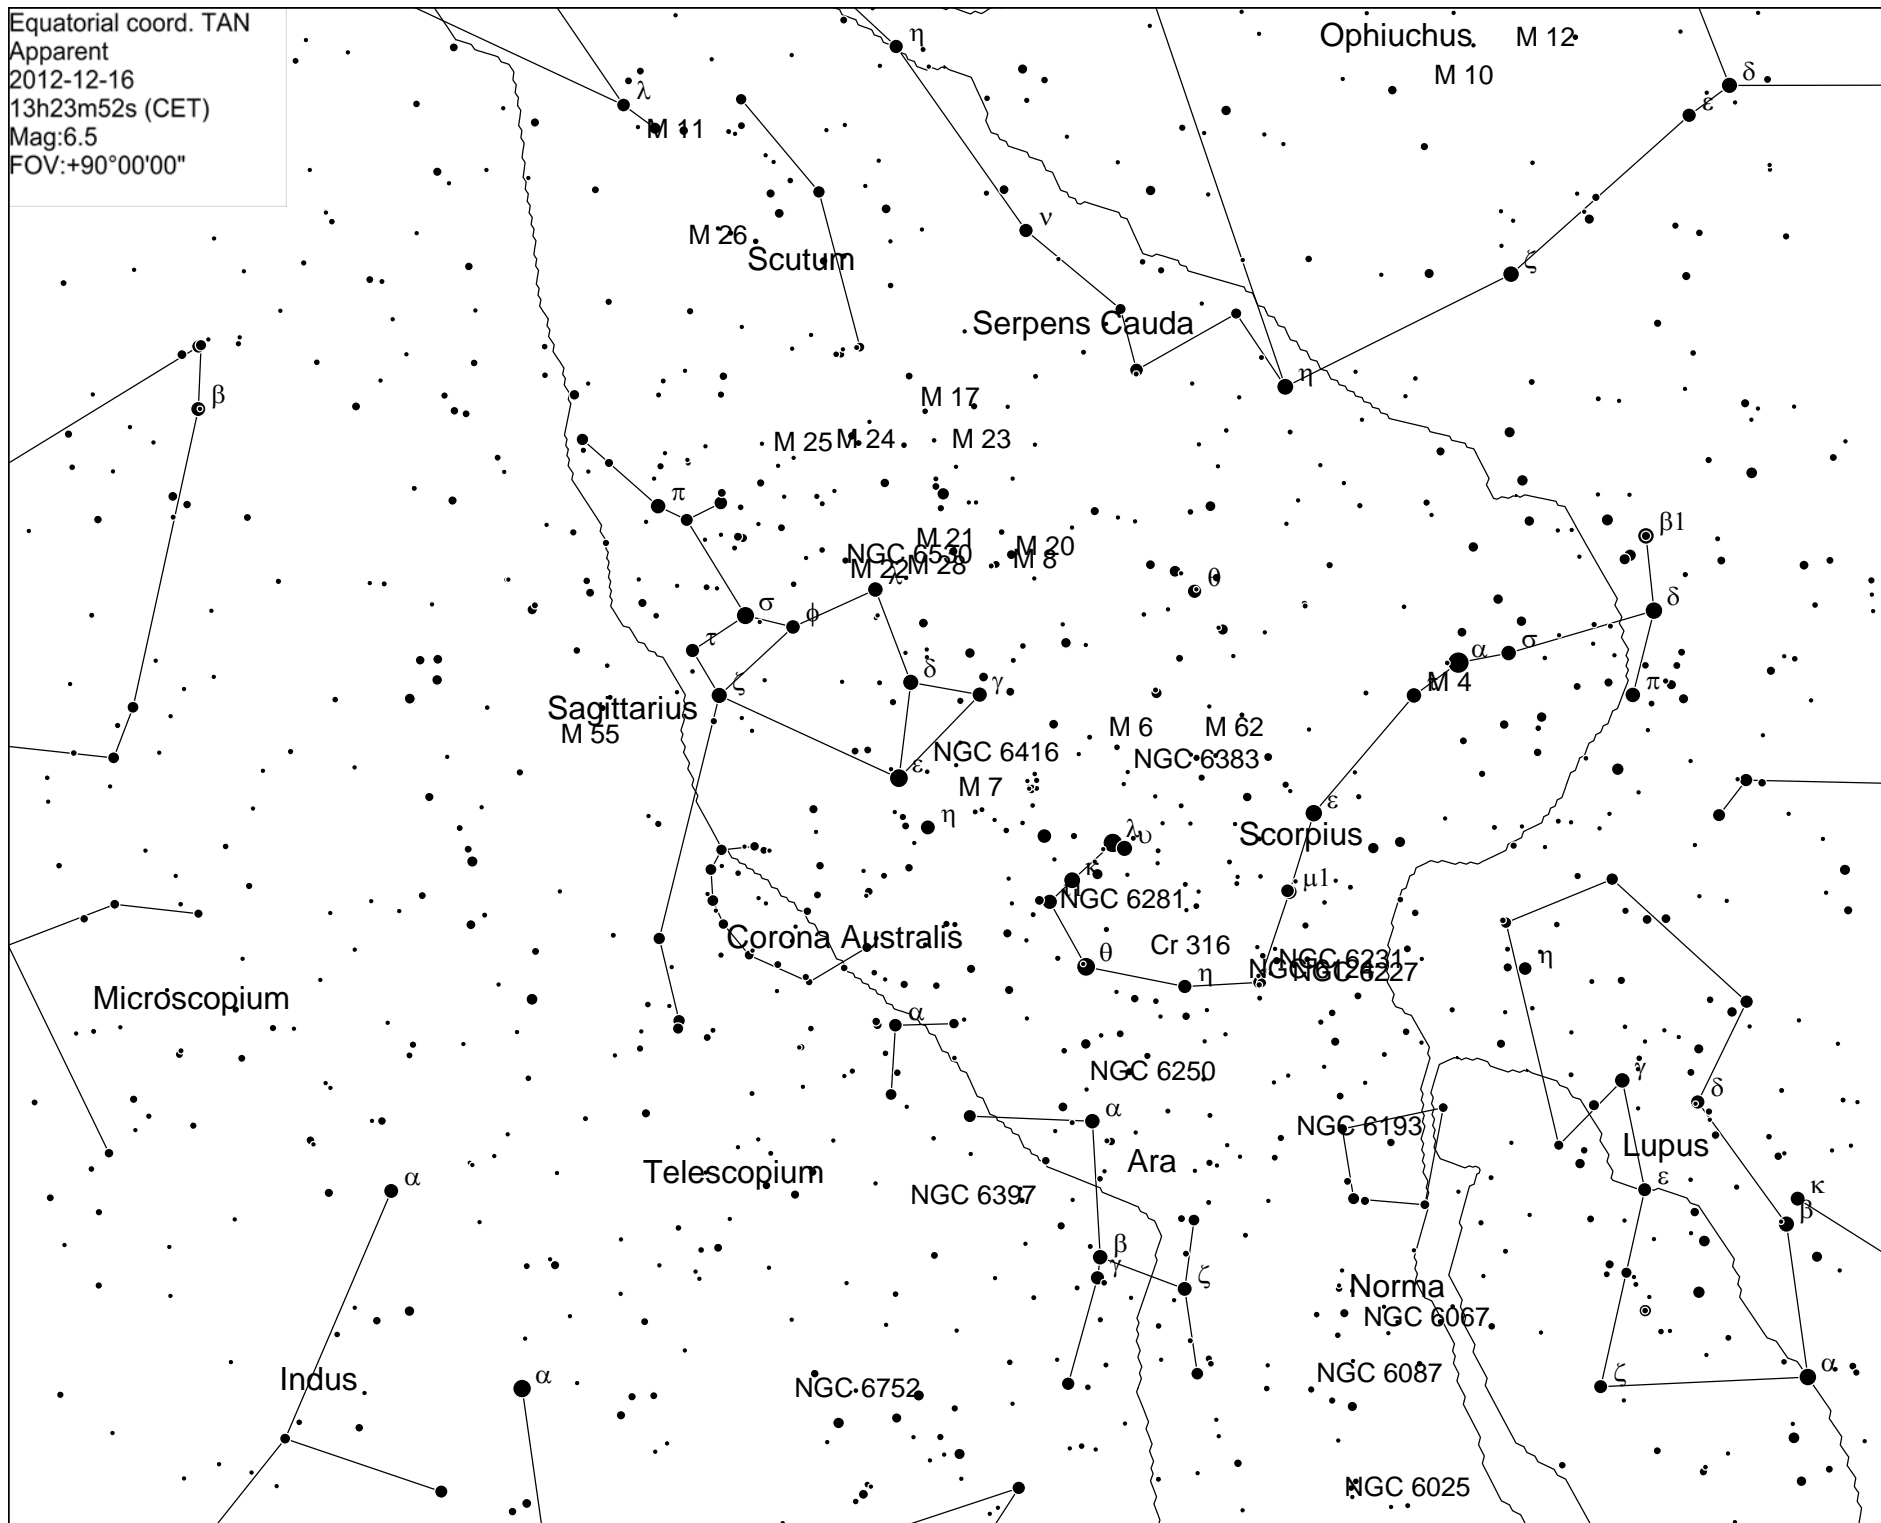 Equatorial coord. TAN
Apparent
2012-12-16
13h23m52s (CET)
Mag:6.5
FOV:+90°00'00"
η
Ophiuchus
M 12
M 10
δ
λ
ε
M 11
ν
M 26
Scutum
ζ
Serpens Cauda
η
β
M 17
M 25
M 24
M 23
π
β1
M 21
M 20
NGC 6530
M 8
M 22
λ
M 28
θ
σ
ϕ
δ
τ
α
σ
δ
ζ
γ
M 4
π
Sagittarius
M 55
M 6
M 62
NGC 6416
NGC 6383
ε
M 7
η
ε
λ
υ
Scorpius
κ
μ1
NGC 6281
Corona Australis
Cr 316
θ
η
NGC 6231
NGC 6124
NGC 6227
η
Microscopium
α
NGC 6250
γ
δ
α
NGC 6193
Ara
Lupus
Telescopium
α
NGC 6397
ε
κ
β
β
γ
ζ
Norma
NGC 6067
Indus
α
NGC 6752
NGC 6087
ζ
α
NGC 6025